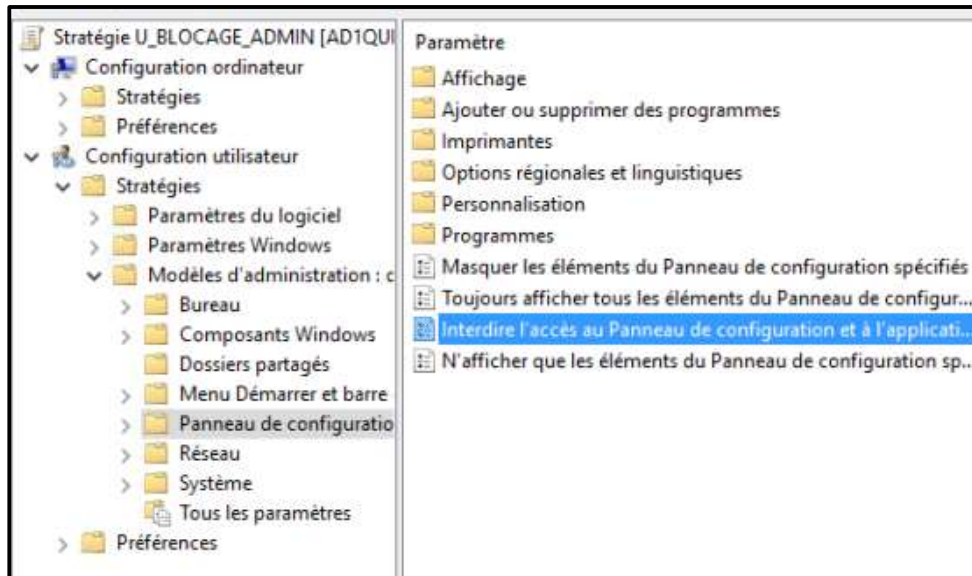 Stratégie U_BLOCAGE_ADMIN [AD1QUI
Configuration ordinateur
Stratégies
Préférences
Configuration utilisateur
Stratégies
Paramètres du logiciel
Paramètres Windows
Modèles d'administration : c
Bureau
Composants Windows
Dossiers partagés
Menu Démarrer et barre
Panneau de configuratio
Réseau
Système
Tous les paramètres
Préférences
Paramètre
Affichage
Ajouter ou supprimer des programmes
Imprimantes
Options régionales et linguistiques
Personnalisation
Programmes
Masquer les éléments du Panneau de configuration spécifiés
Toujours afficher tous les éléments du Panneau de configur...
Interdire l'accès au Panneau de configuration et à l'applicati...
N'afficher que les éléments du Panneau de configuration sp...